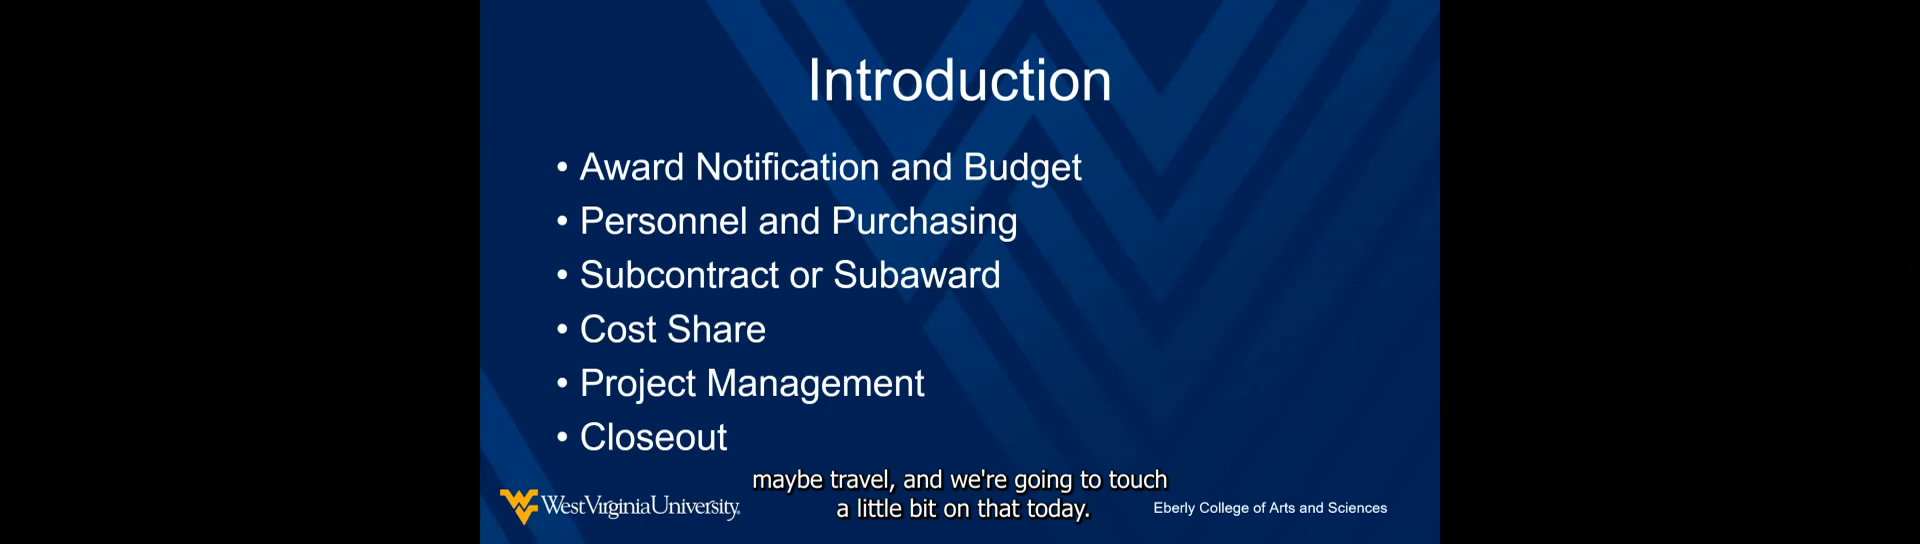 Introduction
• Award Notification and Budget
• Personnel and Purchasing
• Subcontract or Subaward
• Cost Share
• Project Management
• Closeout
maybe travel, and we're going to touch
a little bit on that today.
WestVirginiaUniversity.
Eberly College of Arts and Sciences